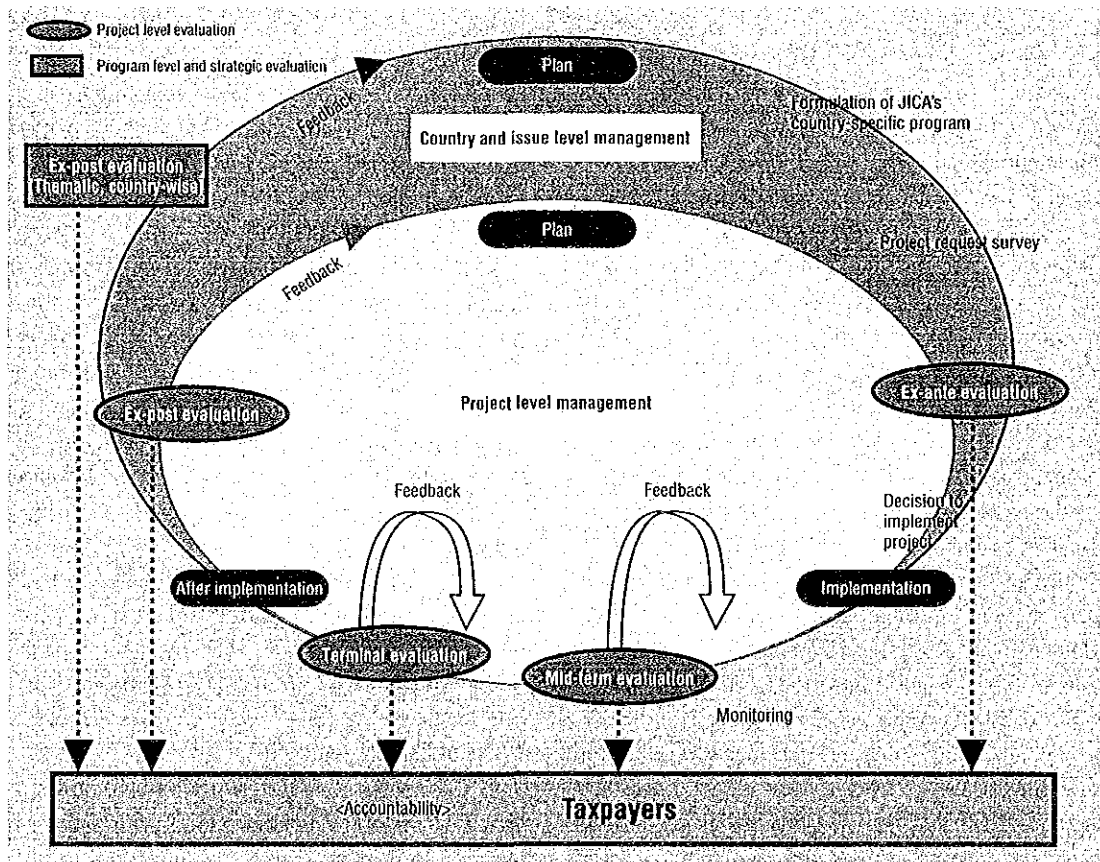 Project level evaluation
Program level and strategic evaluation
Plan
Feedback
Formulation of JICA's
country-specific program
Country and issue level management
Ex-post evaluation
(Thematic, country-wise)
Plan
Project request survey
Feedback
Ex-post evaluation
Project level management
Ex-ante evaluation
Feedback
Feedback
Decision to
implement
project
After implementation
Implementation
Terminal evaluation
Mid-term evaluation
Monitoring
<Accountability>
Taxpayers